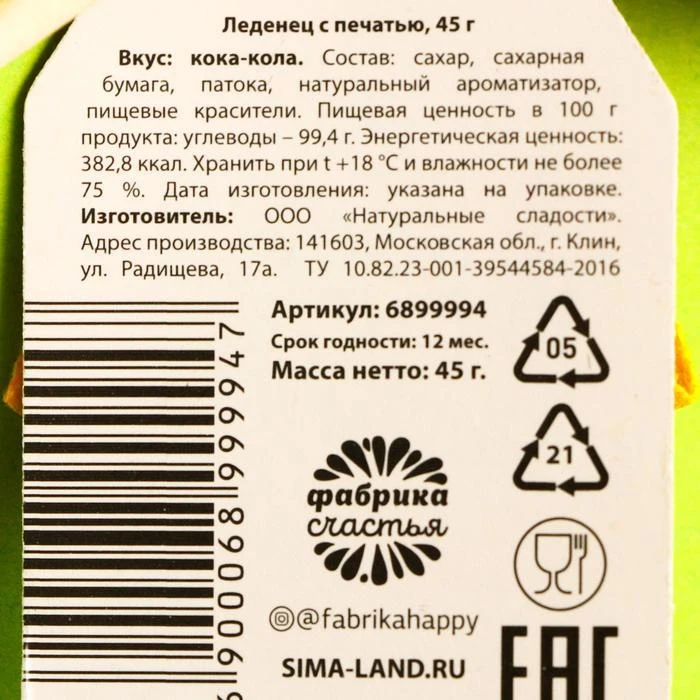 Леденец с печатью, 45 г
Вкус: кока-кола. Состав: сахар, сахарная
бумага, патока, натуральный ароматизатор,
пищевые красители. Пищевая ценность в 100 г
продукта: углеводы – 99,4 г. Энергетическая ценность:
382,8 ккал. Хранить при t +18 °C и влажности не более
75 %. Дата изготовления: указана на упаковке.
Изготовитель: ООО «Натуральные сладости».
Адрес производства: 141603, Московская обл., г. Клин,
ул. Радищева, 17а. ТУ 10.82.23-001-39544584-2016
Артикул: 6899994
Срок годности: 12 мес.
Масса нетто: 45 г.
05
21
фабрика
счастья
@fabrikahappy
SIMA-LAND.RU
EAC
6 900068 999947